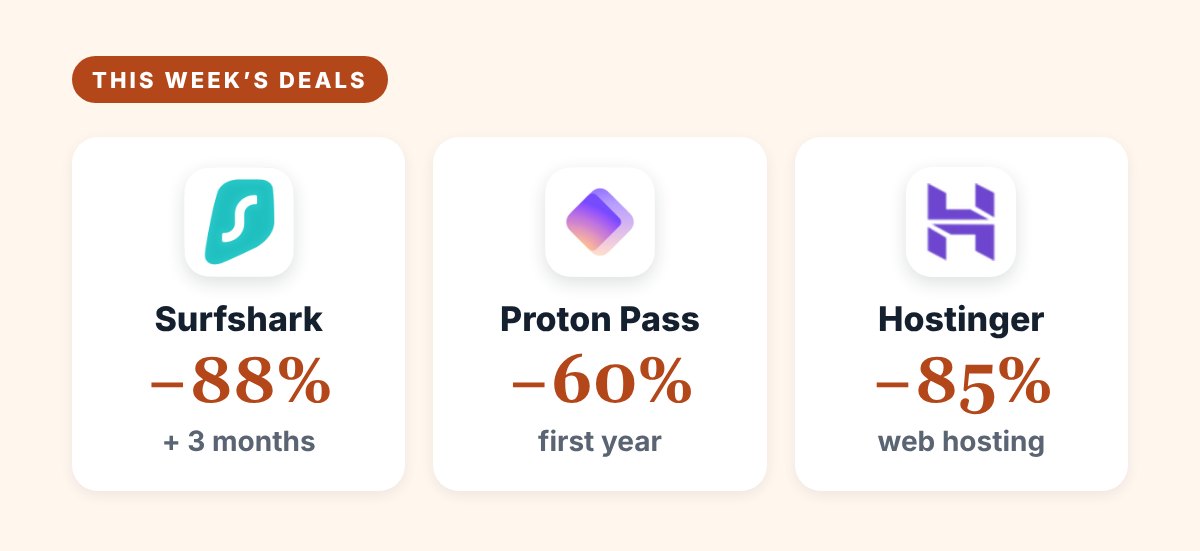 THIS WEEK’S DEALS
Surfshark
–88%
+ 3 months
Proton Pass
–60%
first year
Hostinger
–85%
web hosting